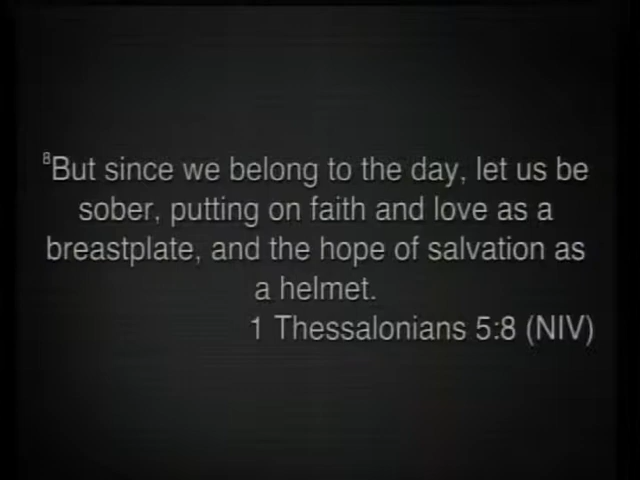 ⁸But since we belong to the day, let us be
sober, putting on faith and love as a
breastplate, and the hope of salvation as
a helmet.
1 Thessalonians 5:8 (NIV)